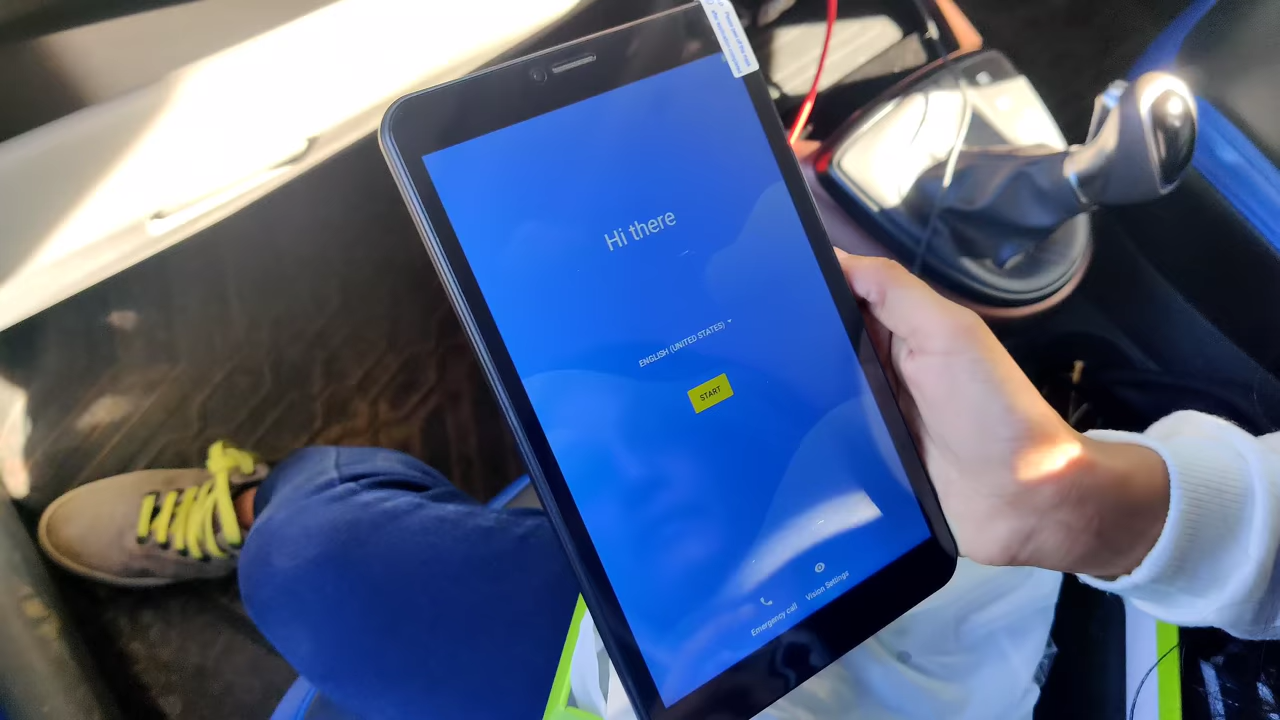 Hi there
ENGLISH (UNITED STATES)
START
Emergency call
Vision Settings